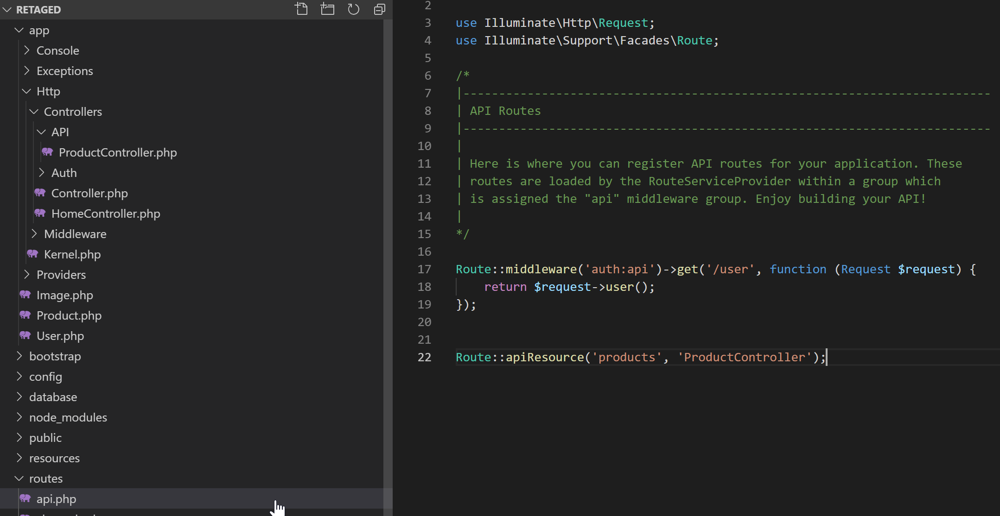 RETAGED
app
Console
Exceptions
Http
Controllers
API
ProductController.php
Auth
Controller.php
HomeController.php
Middleware
Kernel.php
Providers
Image.php
Product.php
User.php
bootstrap
config
database
node_modules
public
resources
routes
api.php
2
3 use Illuminate\Http\Request;
4 use Illuminate\Support\Facades\Route;
5
6 /*
7 |--------------------------------------------------------------------------
8 | API Routes
9 |--------------------------------------------------------------------------
10 |
11 | Here is where you can register API routes for your application. These
12 | routes are loaded by the RouteServiceProvider within a group which
13 | is assigned the "api" middleware group. Enjoy building your API!
14 |
15 */
16
17 Route::middleware('auth:api')->get('/user', function (Request $request) {
18     return $request->user();
19 });
20
21
22 Route::apiResource('products', 'ProductController');